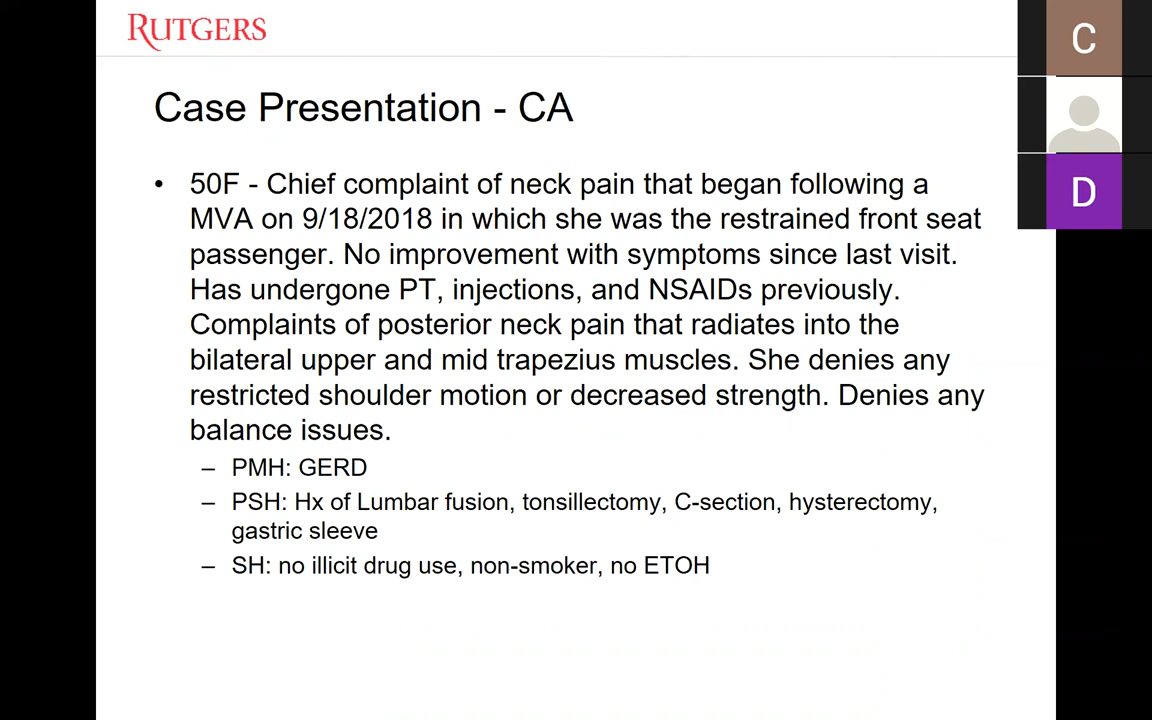 RUTGERS
Case Presentation - CA
• 50F - Chief complaint of neck pain that began following a
MVA on 9/18/2018 in which she was the restrained front seat
passenger. No improvement with symptoms since last visit.
Has undergone PT, injections, and NSAIDs previously.
Complaints of posterior neck pain that radiates into the
bilateral upper and mid trapezius muscles. She denies any
restricted shoulder motion or decreased strength. Denies any
balance issues.
– PMH: GERD
– PSH: Hx of Lumbar fusion, tonsillectomy, C-section, hysterectomy,
gastric sleeve
– SH: no illicit drug use, non-smoker, no ETOH
C
D